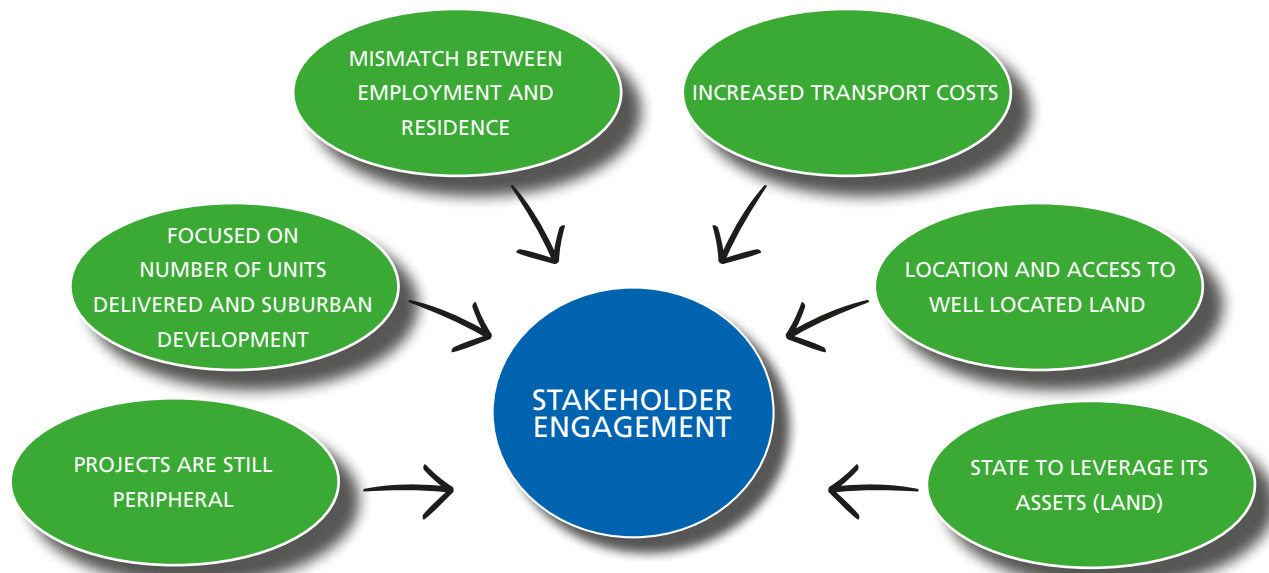 MISMATCH BETWEEN
EMPLOYMENT AND
RESIDENCE
INCREASED TRANSPORT COSTS
FOCUSED ON
NUMBER OF UNITS
DELIVERED AND SUBURBAN
DEVELOPMENT
LOCATION AND ACCESS TO
WELL LOCATED LAND
STAKEHOLDER
ENGAGEMENT
PROJECTS ARE STILL
PERIPHERAL
STATE TO LEVERAGE ITS
ASSETS (LAND)